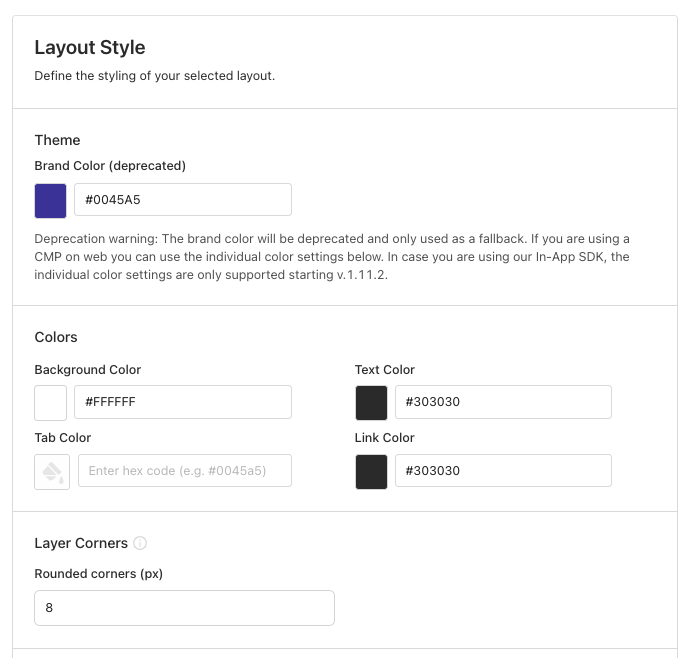 Layout Style
Define the styling of your selected layout.
Theme
Brand Color (deprecated)
#0045A5
Deprecation warning: The brand color will be deprecated and only used as a fallback. If you are using a
CMP on web you can use the individual color settings below. In case you are using our In-App SDK, the
individual color settings are only supported starting v.1.11.2.
Colors
Background Color
#FFFFFF
Text Color
#303030
Tab Color
Enter hex code (e.g. #0045a5)
Link Color
#303030
Layer Corners
Rounded corners (px)
8